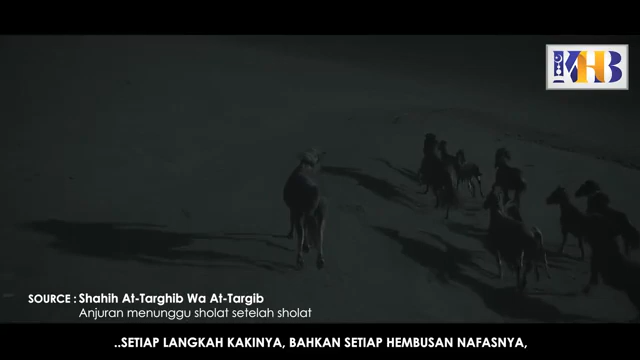 KHB
SOURCE : Shahih At-Targhib Wa At-Targib
Anjuran menunggu sholat setelah sholat
..SETIAP LANGKAH KAKINYA, BAHKAN SETIAP HEMBUSAN NAFASNYA,